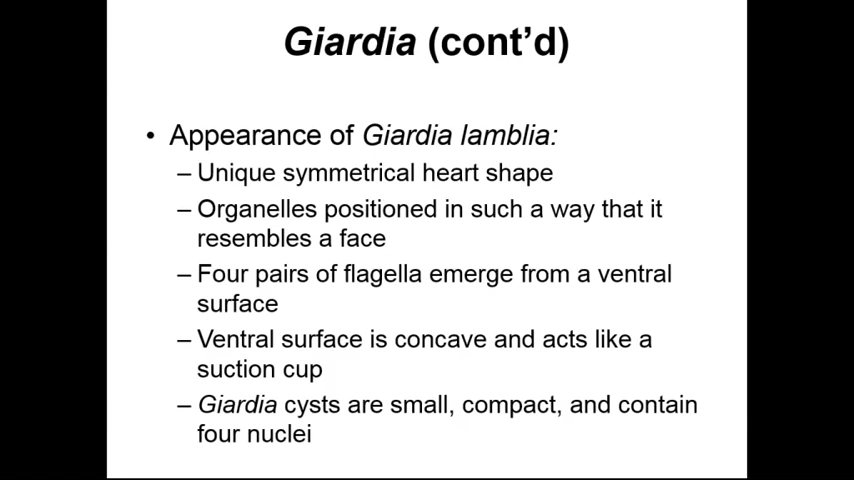 Giardia (cont’d)
• Appearance of Giardia lamblia:
– Unique symmetrical heart shape
– Organelles positioned in such a way that it
resembles a face
– Four pairs of flagella emerge from a ventral
surface
– Ventral surface is concave and acts like a
suction cup
– Giardia cysts are small, compact, and contain
four nuclei